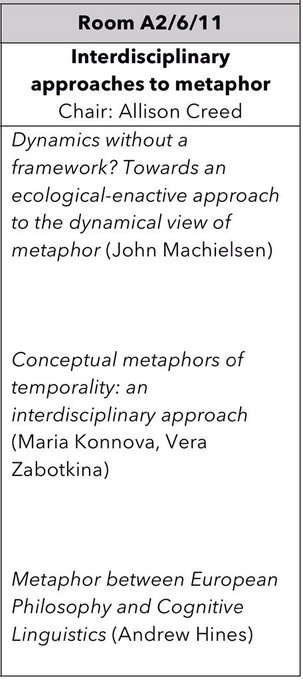 Room A2/6/11
Interdisciplinary
approaches to metaphor
Chair: Allison Creed
Dynamics without a
framework? Towards an
ecological-enactive approach
to the dynamical view of
metaphor (John Machielsen)
Conceptual metaphors of
temporality: an
interdisciplinary approach
(Maria Konnova, Vera
Zabotkina)
Metaphor between European
Philosophy and Cognitive
Linguistics (Andrew Hines)